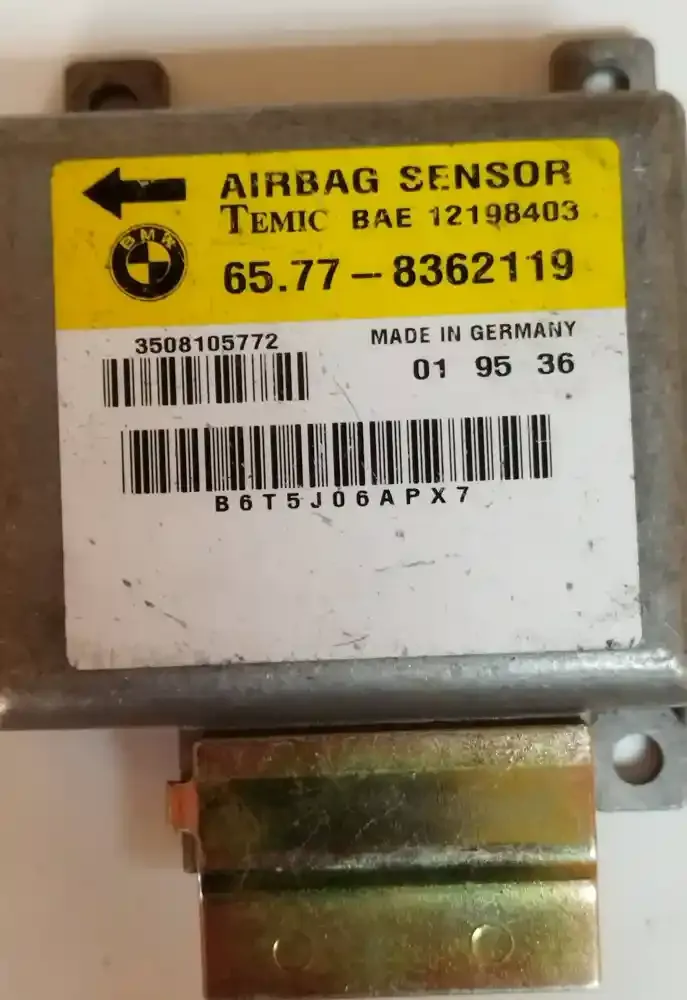 AIRBAG SENSOR
BMW
TEMIC BAE 12198403
65.77-8362119
3508105772
MADE IN GERMANY
01 95 36
B6T5J06APX7